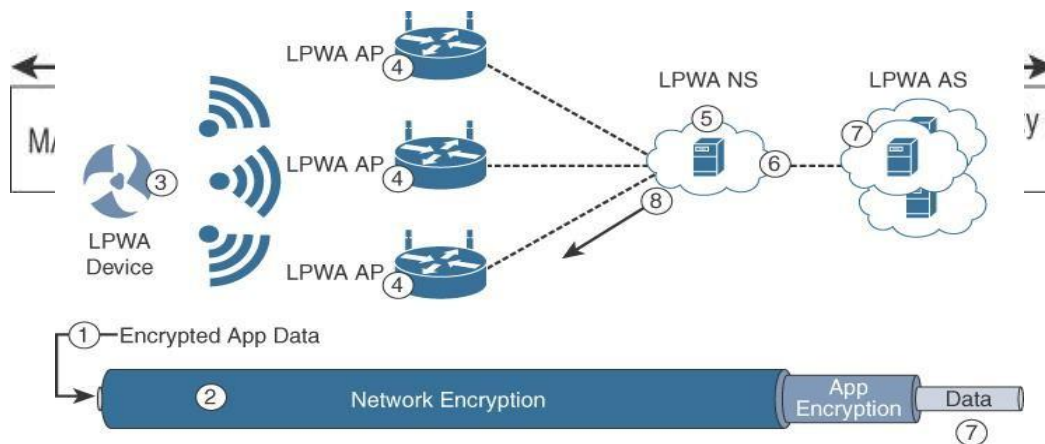 LPWA AP
4
LPWA NS
LPWA AS
5
7
LPWA AP
4
6
3
8
LPWA
Device
LPWA AP
4
1 Encrypted App Data
2 Network Encryption
App
Encryption
Data
7